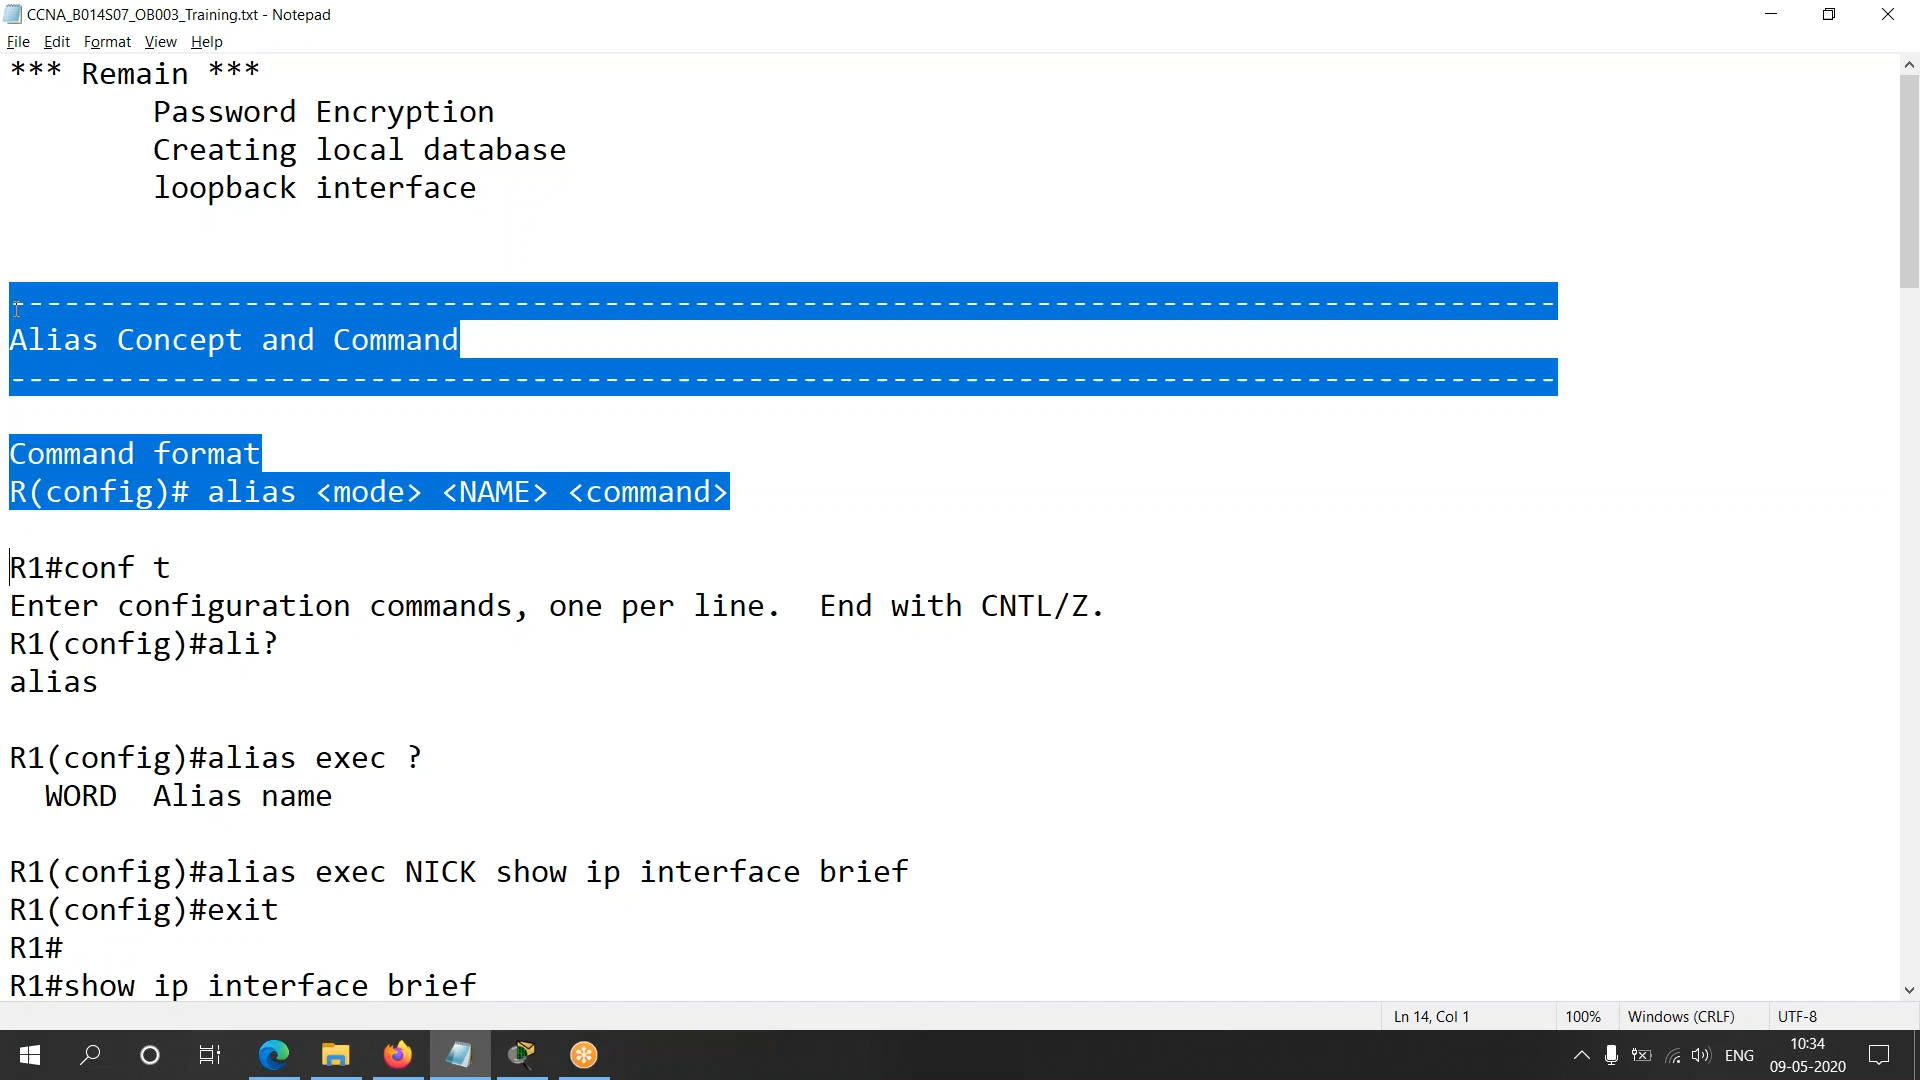 CCNA_B014S07_OB003_Training.txt - Notepad
File Edit Format View Help
*** Remain ***
Password Encryption
Creating local database
loopback interface
-------------------------------------------------------------------------------------
Alias Concept and Command
-------------------------------------------------------------------------------------
Command format
R(config)# alias <mode> <NAME> <command>
R1#conf t
Enter configuration commands, one per line.  End with CNTL/Z.
R1(config)#ali?
alias
R1(config)#alias exec ?
WORD  Alias name
R1(config)#alias exec NICK show ip interface brief
R1(config)#exit
R1#
R1#show ip interface brief
Ln 14, Col 1 100% Windows (CRLF) UTF-8
ENG
10:34
09-05-2020